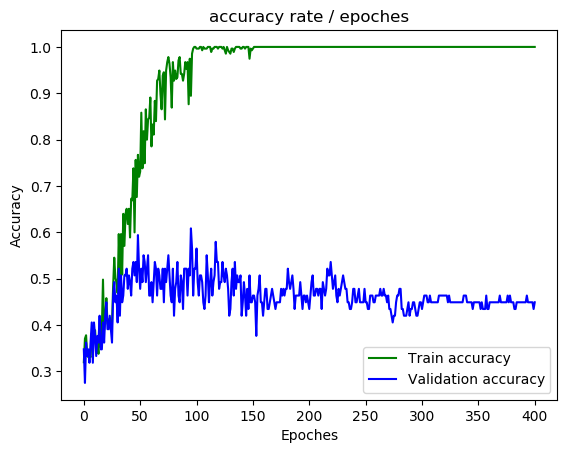 accuracy rate / epoches
1.0
0.9
0.8
0.7
0.6
0.5
0.4
0.3
Accuracy
Train accuracy
Validation accuracy
0 50 100 150 200 250 300 350 400
Epoches